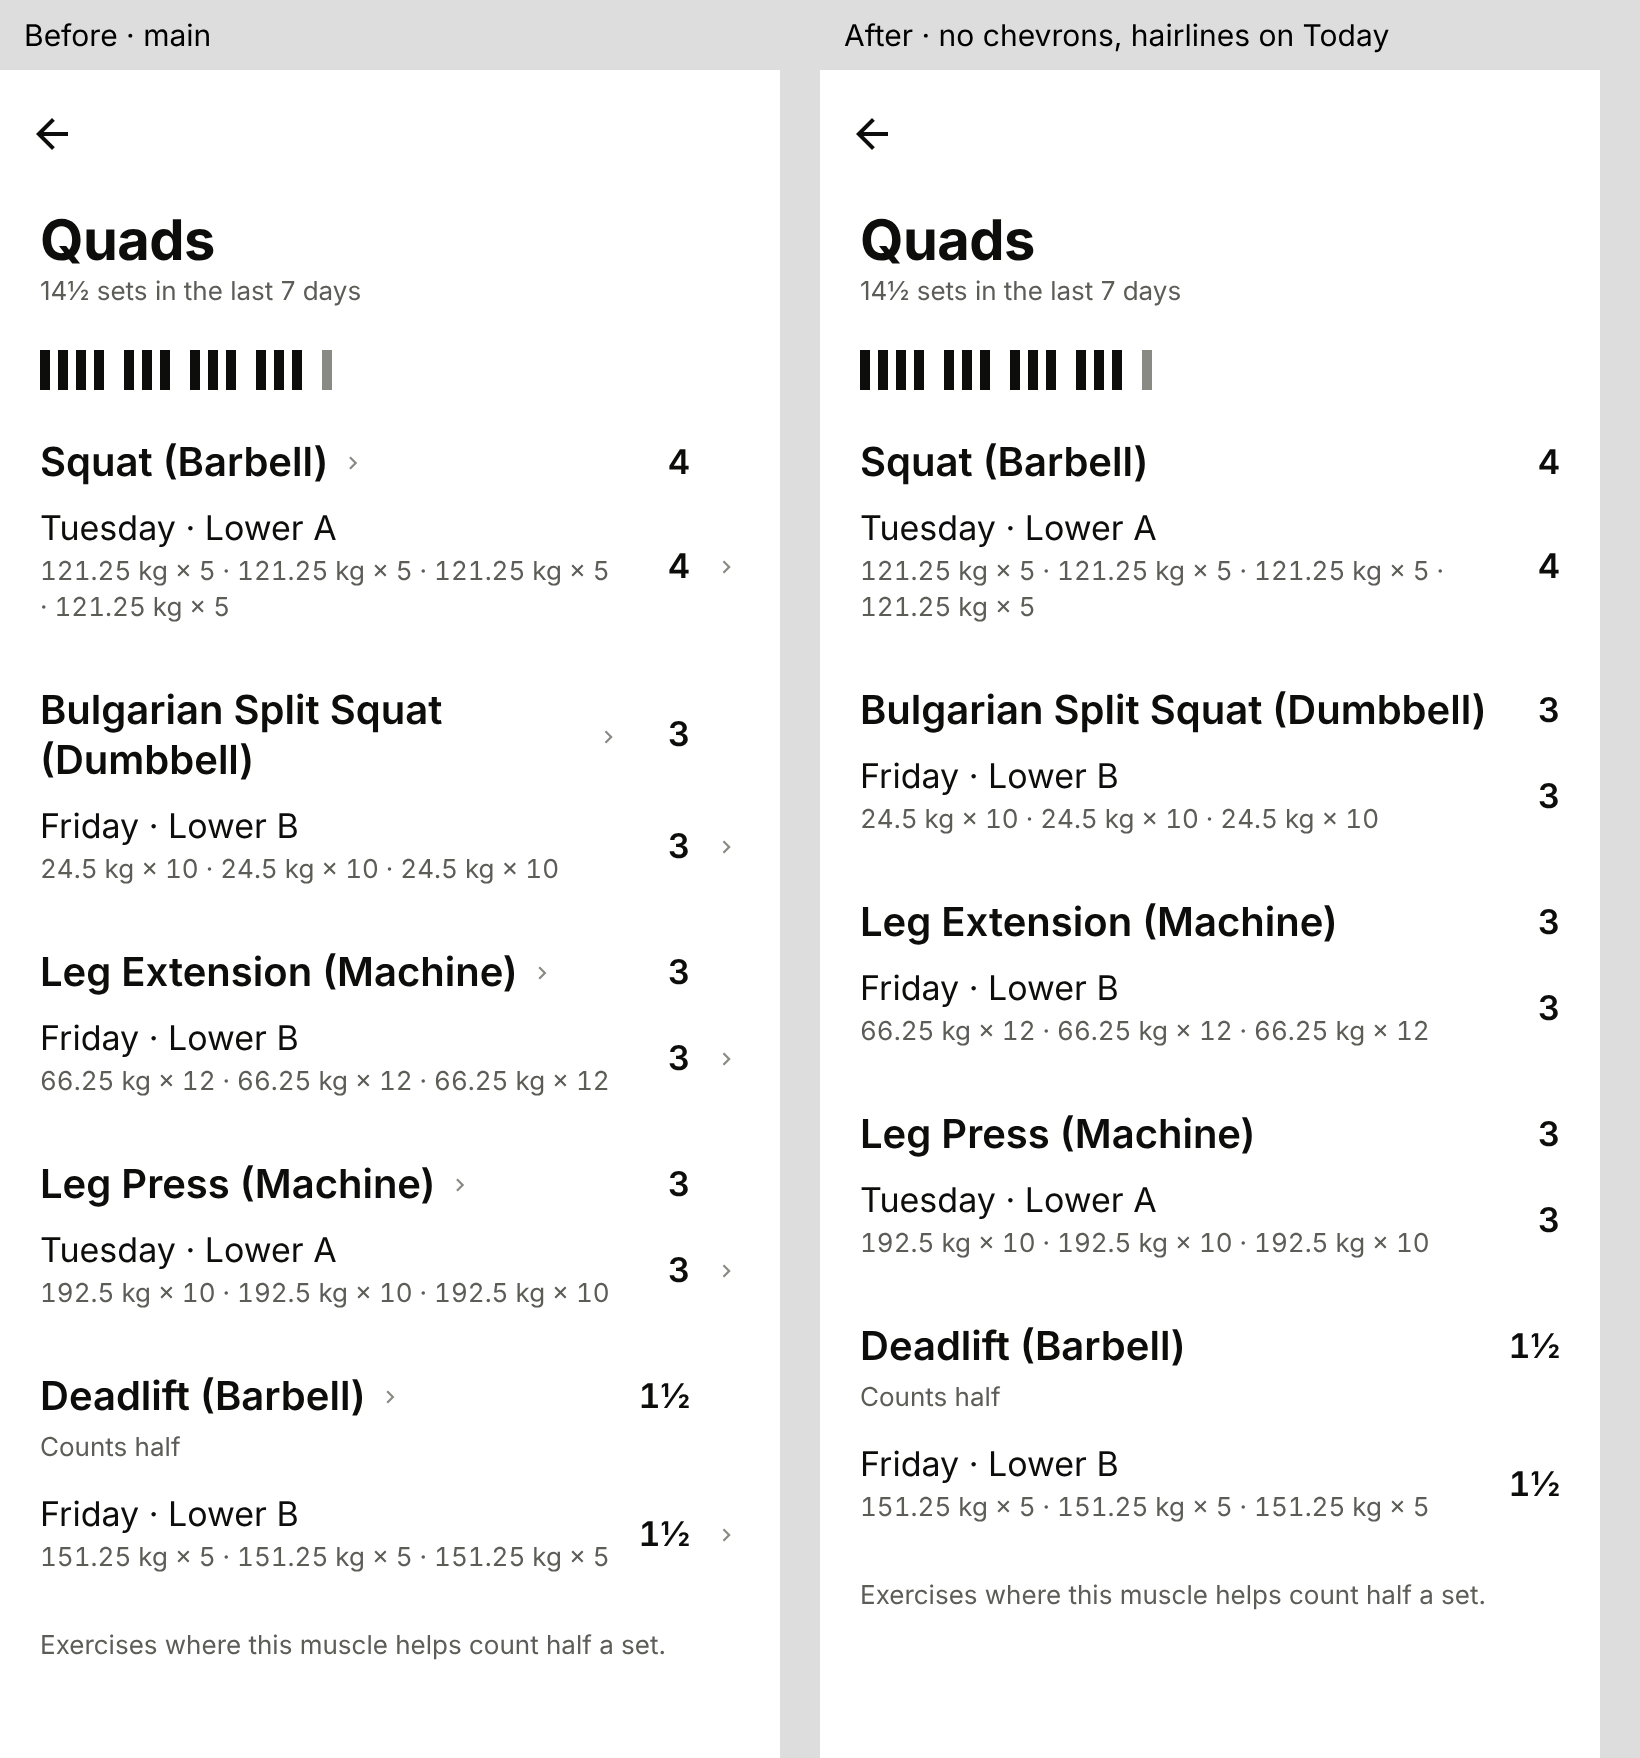 Before · main
Quads
14½ sets in the last 7 days
Squat (Barbell) › 4
Tuesday · Lower A
121.25 kg × 5 · 121.25 kg × 5 · 121.25 kg × 5
· 121.25 kg × 5
4 ›
Bulgarian Split Squat
(Dumbbell) › 3
Friday · Lower B
24.5 kg × 10 · 24.5 kg × 10 · 24.5 kg × 10
3 ›
Leg Extension (Machine) › 3
Friday · Lower B
66.25 kg × 12 · 66.25 kg × 12 · 66.25 kg × 12
3 ›
Leg Press (Machine) › 3
Tuesday · Lower A
192.5 kg × 10 · 192.5 kg × 10 · 192.5 kg × 10
3 ›
Deadlift (Barbell) › 1½
Counts half
Friday · Lower B
151.25 kg × 5 · 151.25 kg × 5 · 151.25 kg × 5
1½ ›
Exercises where this muscle helps count half a set.
After · no chevrons, hairlines on Today
Quads
14½ sets in the last 7 days
Squat (Barbell) 4
Tuesday · Lower A
121.25 kg × 5 · 121.25 kg × 5 · 121.25 kg × 5 ·
121.25 kg × 5
4
Bulgarian Split Squat (Dumbbell) 3
Friday · Lower B
24.5 kg × 10 · 24.5 kg × 10 · 24.5 kg × 10
3
Leg Extension (Machine) 3
Friday · Lower B
66.25 kg × 12 · 66.25 kg × 12 · 66.25 kg × 12
3
Leg Press (Machine) 3
Tuesday · Lower A
192.5 kg × 10 · 192.5 kg × 10 · 192.5 kg × 10
3
Deadlift (Barbell) 1½
Counts half
Friday · Lower B
151.25 kg × 5 · 151.25 kg × 5 · 151.25 kg × 5
1½
Exercises where this muscle helps count half a set.